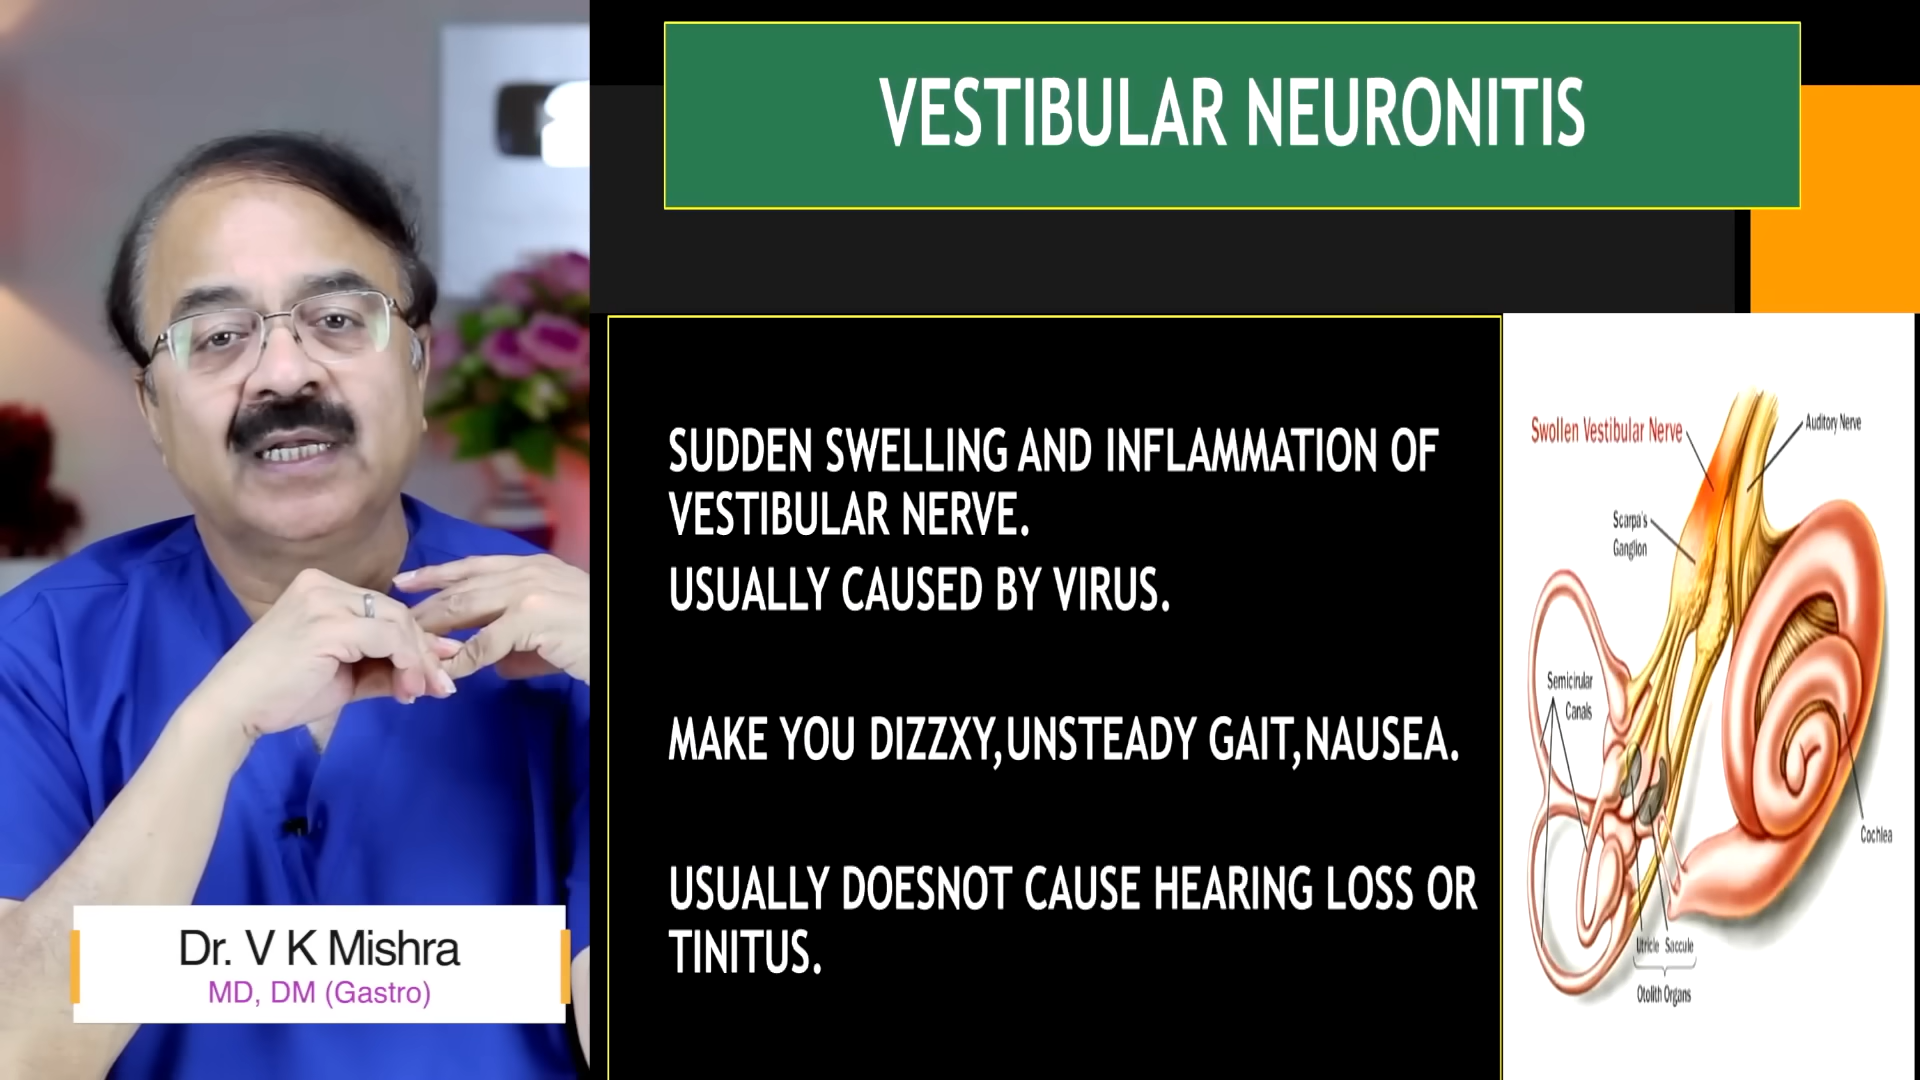 VESTIBULAR NEURONITIS
SUDDEN SWELLING AND INFLAMMATION OF
VESTIBULAR NERVE.
USUALLY CAUSED BY VIRUS.
MAKE YOU DIZZXY,UNSTEADY GAIT,NAUSEA.
USUALLY DOESNOT CAUSE HEARING LOSS OR
TINITUS.
Swollen Vestibular Nerve
Auditory Nerve
Scarpa's
Ganglion
Semicirular
Canals
Cochlea
Utricle Saccule
Otolith Organs
Dr. V K Mishra
MD, DM (Gastro)